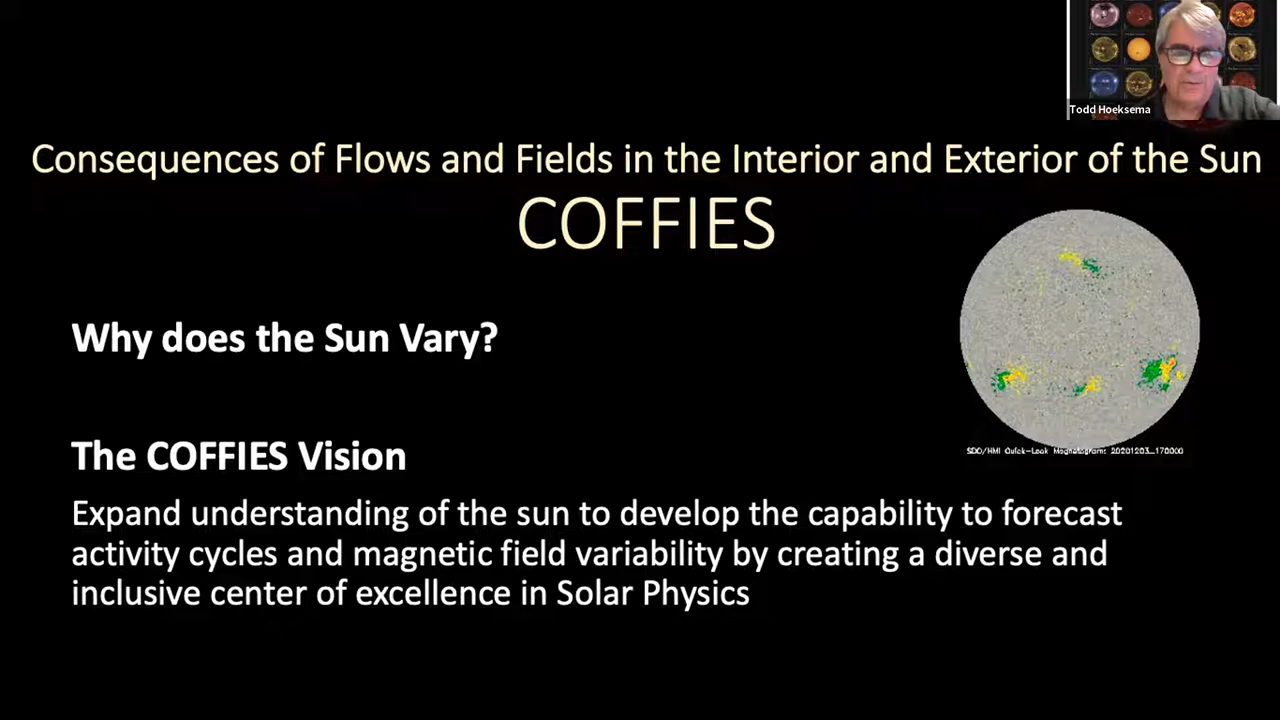 Todd Hoeksema
Consequences of Flows and Fields in the Interior and Exterior of the Sun
COFFIES
Why does the Sun Vary?
SDO/HMI Quick-Look Magnetogram: 20201203_170000
The COFFIES Vision
Expand understanding of the sun to develop the capability to forecast
activity cycles and magnetic field variability by creating a diverse and
inclusive center of excellence in Solar Physics